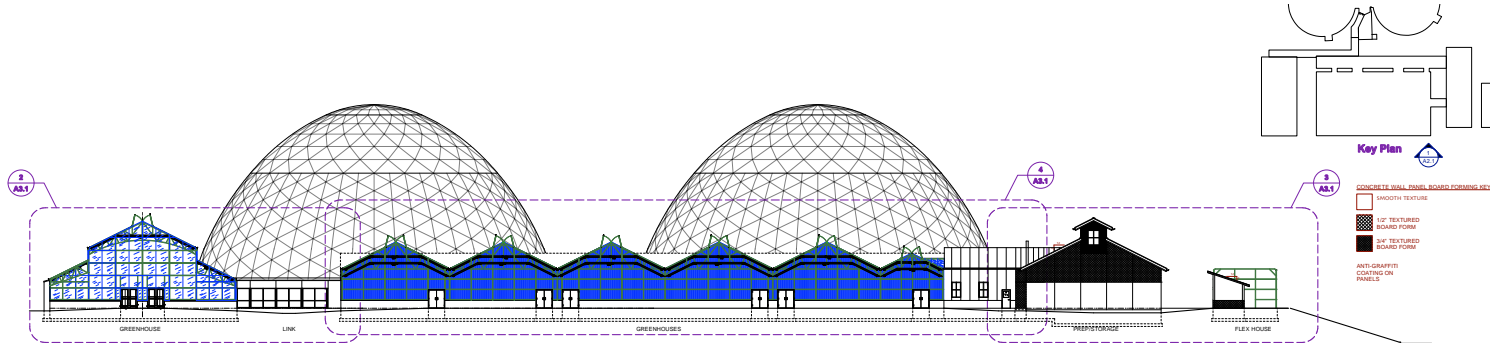 Key Plan
1
A2.1
2
A3.1
4
A3.1
3
A3.1
CONCRETE WALL PANEL BOARD FORMING KEY
SMOOTH TEXTURE
1/2" TEXTURED
BOARD FORM
3/4" TEXTURED
BOARD FORM
ANTI-GRAFFITI
COATING ON
PANELS
GREENHOUSE
LINK
GREENHOUSES
PREP/STORAGE
FLEX HOUSE